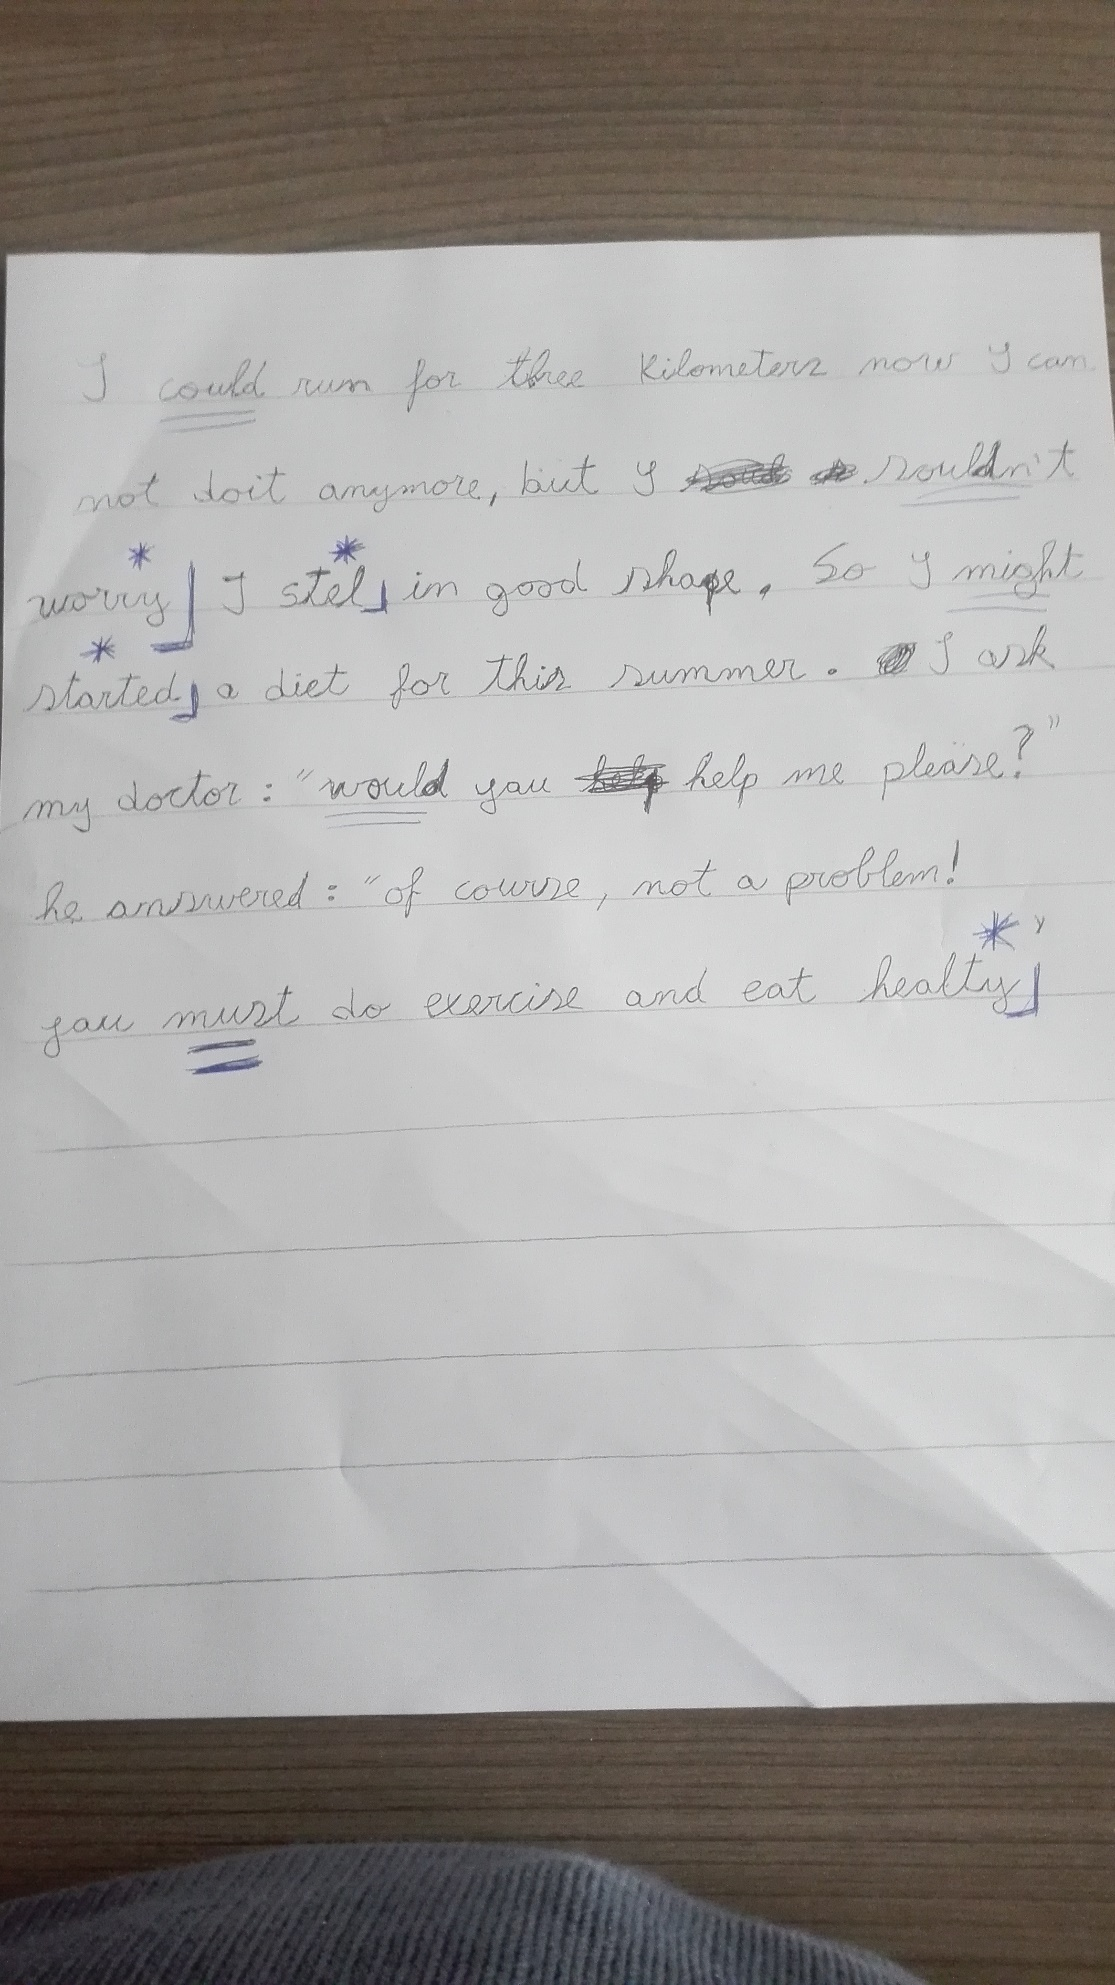 I could run for three Kilometers now I can
not doit anymore, but I souldn't
worry I stel in good shape. So I might
started a diet for this summer. I ask
my doctor: "would you help me please?"
he answered: "of course, not a problem!
you must do exercise and eat healty"